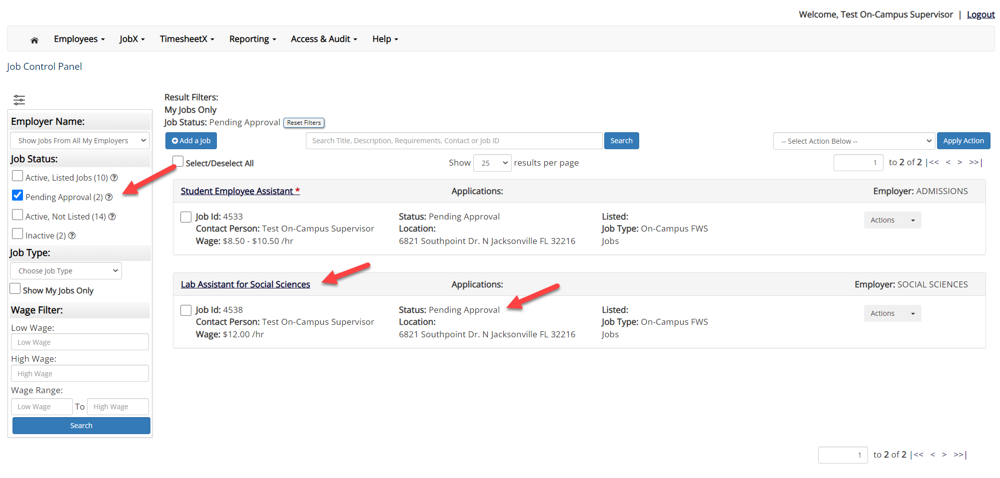 Welcome, Test On-Campus Supervisor | Logout
Employees JobX TimesheetX Reporting Access & Audit Help
Job Control Panel
Employer Name:
Show Jobs From All My Employers
Job Status:
Active, Listed Jobs (10) ?
Pending Approval (2) ?
Active, Not Listed (14) ?
Inactive (2) ?
Job Type:
Choose Job Type
Show My Jobs Only
Wage Filter:
Low Wage:
Low Wage
High Wage:
High Wage
Wage Range:
Low Wage To High Wage
Search
Result Filters:
My Jobs Only
Job Status: Pending Approval Reset Filters
Add a Job Search Title, Description, Requirements, Contact or Job ID Search -- Select Action Below -- Apply Action
Select/Deselect All Show 25 results per page 1 to 2 of 2 |<< < > >>|
Student Employee Assistant * Applications: Employer: ADMISSIONS
Job Id: 4533 Status: Pending Approval Listed: Actions
Contact Person: Test On-Campus Supervisor Location: Job Type: On-Campus FWS
Wage: $8.50 - $10.50 /hr 6821 Southpoint Dr. N Jacksonville FL 32216 Jobs
Lab Assistant for Social Sciences Applications: Employer: SOCIAL SCIENCES
Job Id: 4538 Status: Pending Approval Listed: Actions
Contact Person: Test On-Campus Supervisor Location: Job Type: On-Campus FWS
Wage: $12.00 /hr 6821 Southpoint Dr. N Jacksonville FL 32216 Jobs
1 to 2 of 2 |<< < > >>|